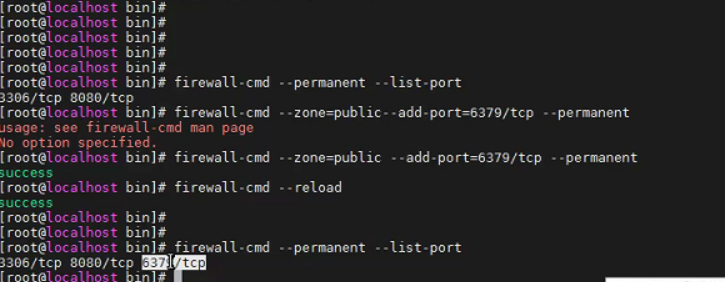 [root@localhost bin]#
[root@localhost bin]#
[root@localhost bin]#
[root@localhost bin]#
[root@localhost bin]#
[root@localhost bin]# firewall-cmd --permanent --list-port
3306/tcp 8080/tcp
[root@localhost bin]# firewall-cmd --zone=public--add-port=6379/tcp --permanent
usage: see firewall-cmd man page
No option specified.
[root@localhost bin]# firewall-cmd --zone=public --add-port=6379/tcp --permanent
success
[root@localhost bin]# firewall-cmd --reload
success
[root@localhost bin]#
[root@localhost bin]#
[root@localhost bin]# firewall-cmd --permanent --list-port
3306/tcp 8080/tcp 6379/tcp
[root@localhost bin]#